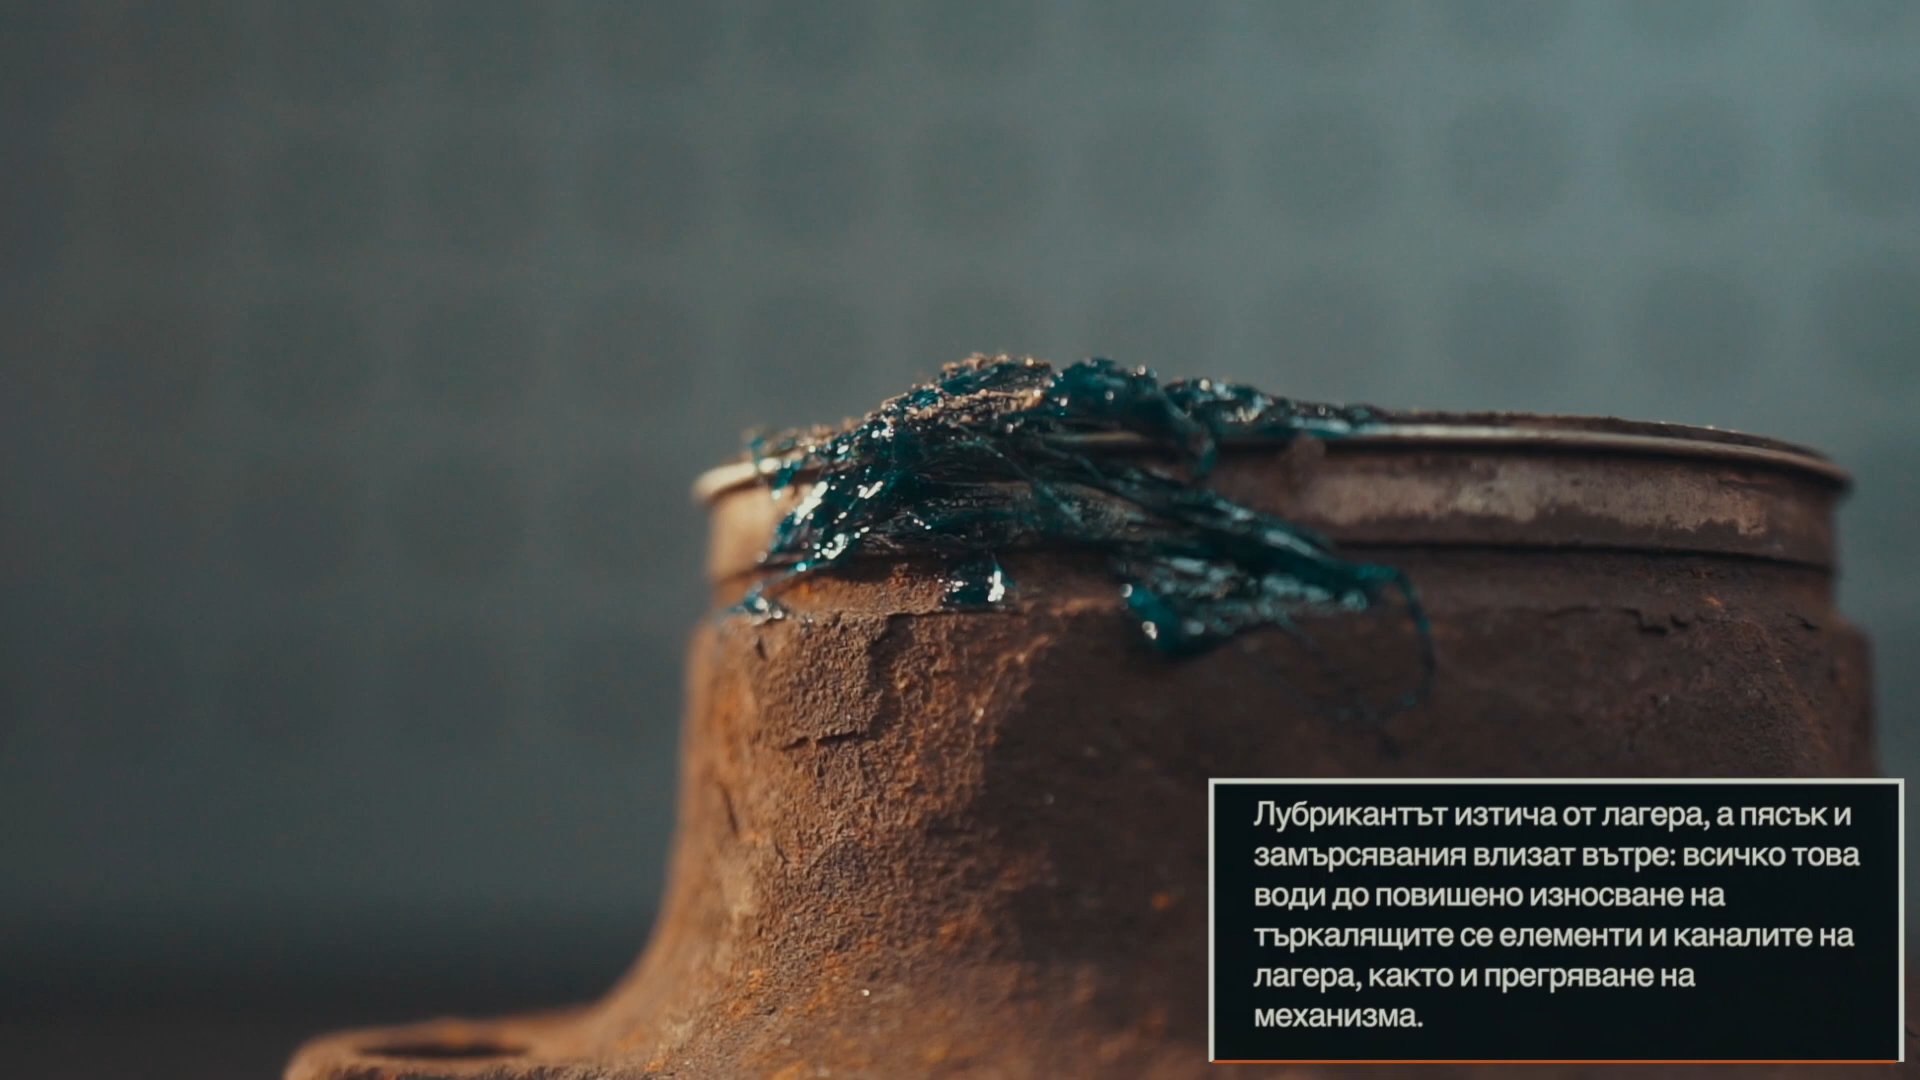 Лубрикантът изтича от лагера, а пясък и
замърсявания влизат вътре: всичко това
води до повишено износване на
търкалящите се елементи и каналите на
лагера, както и прегряване на
механизма.